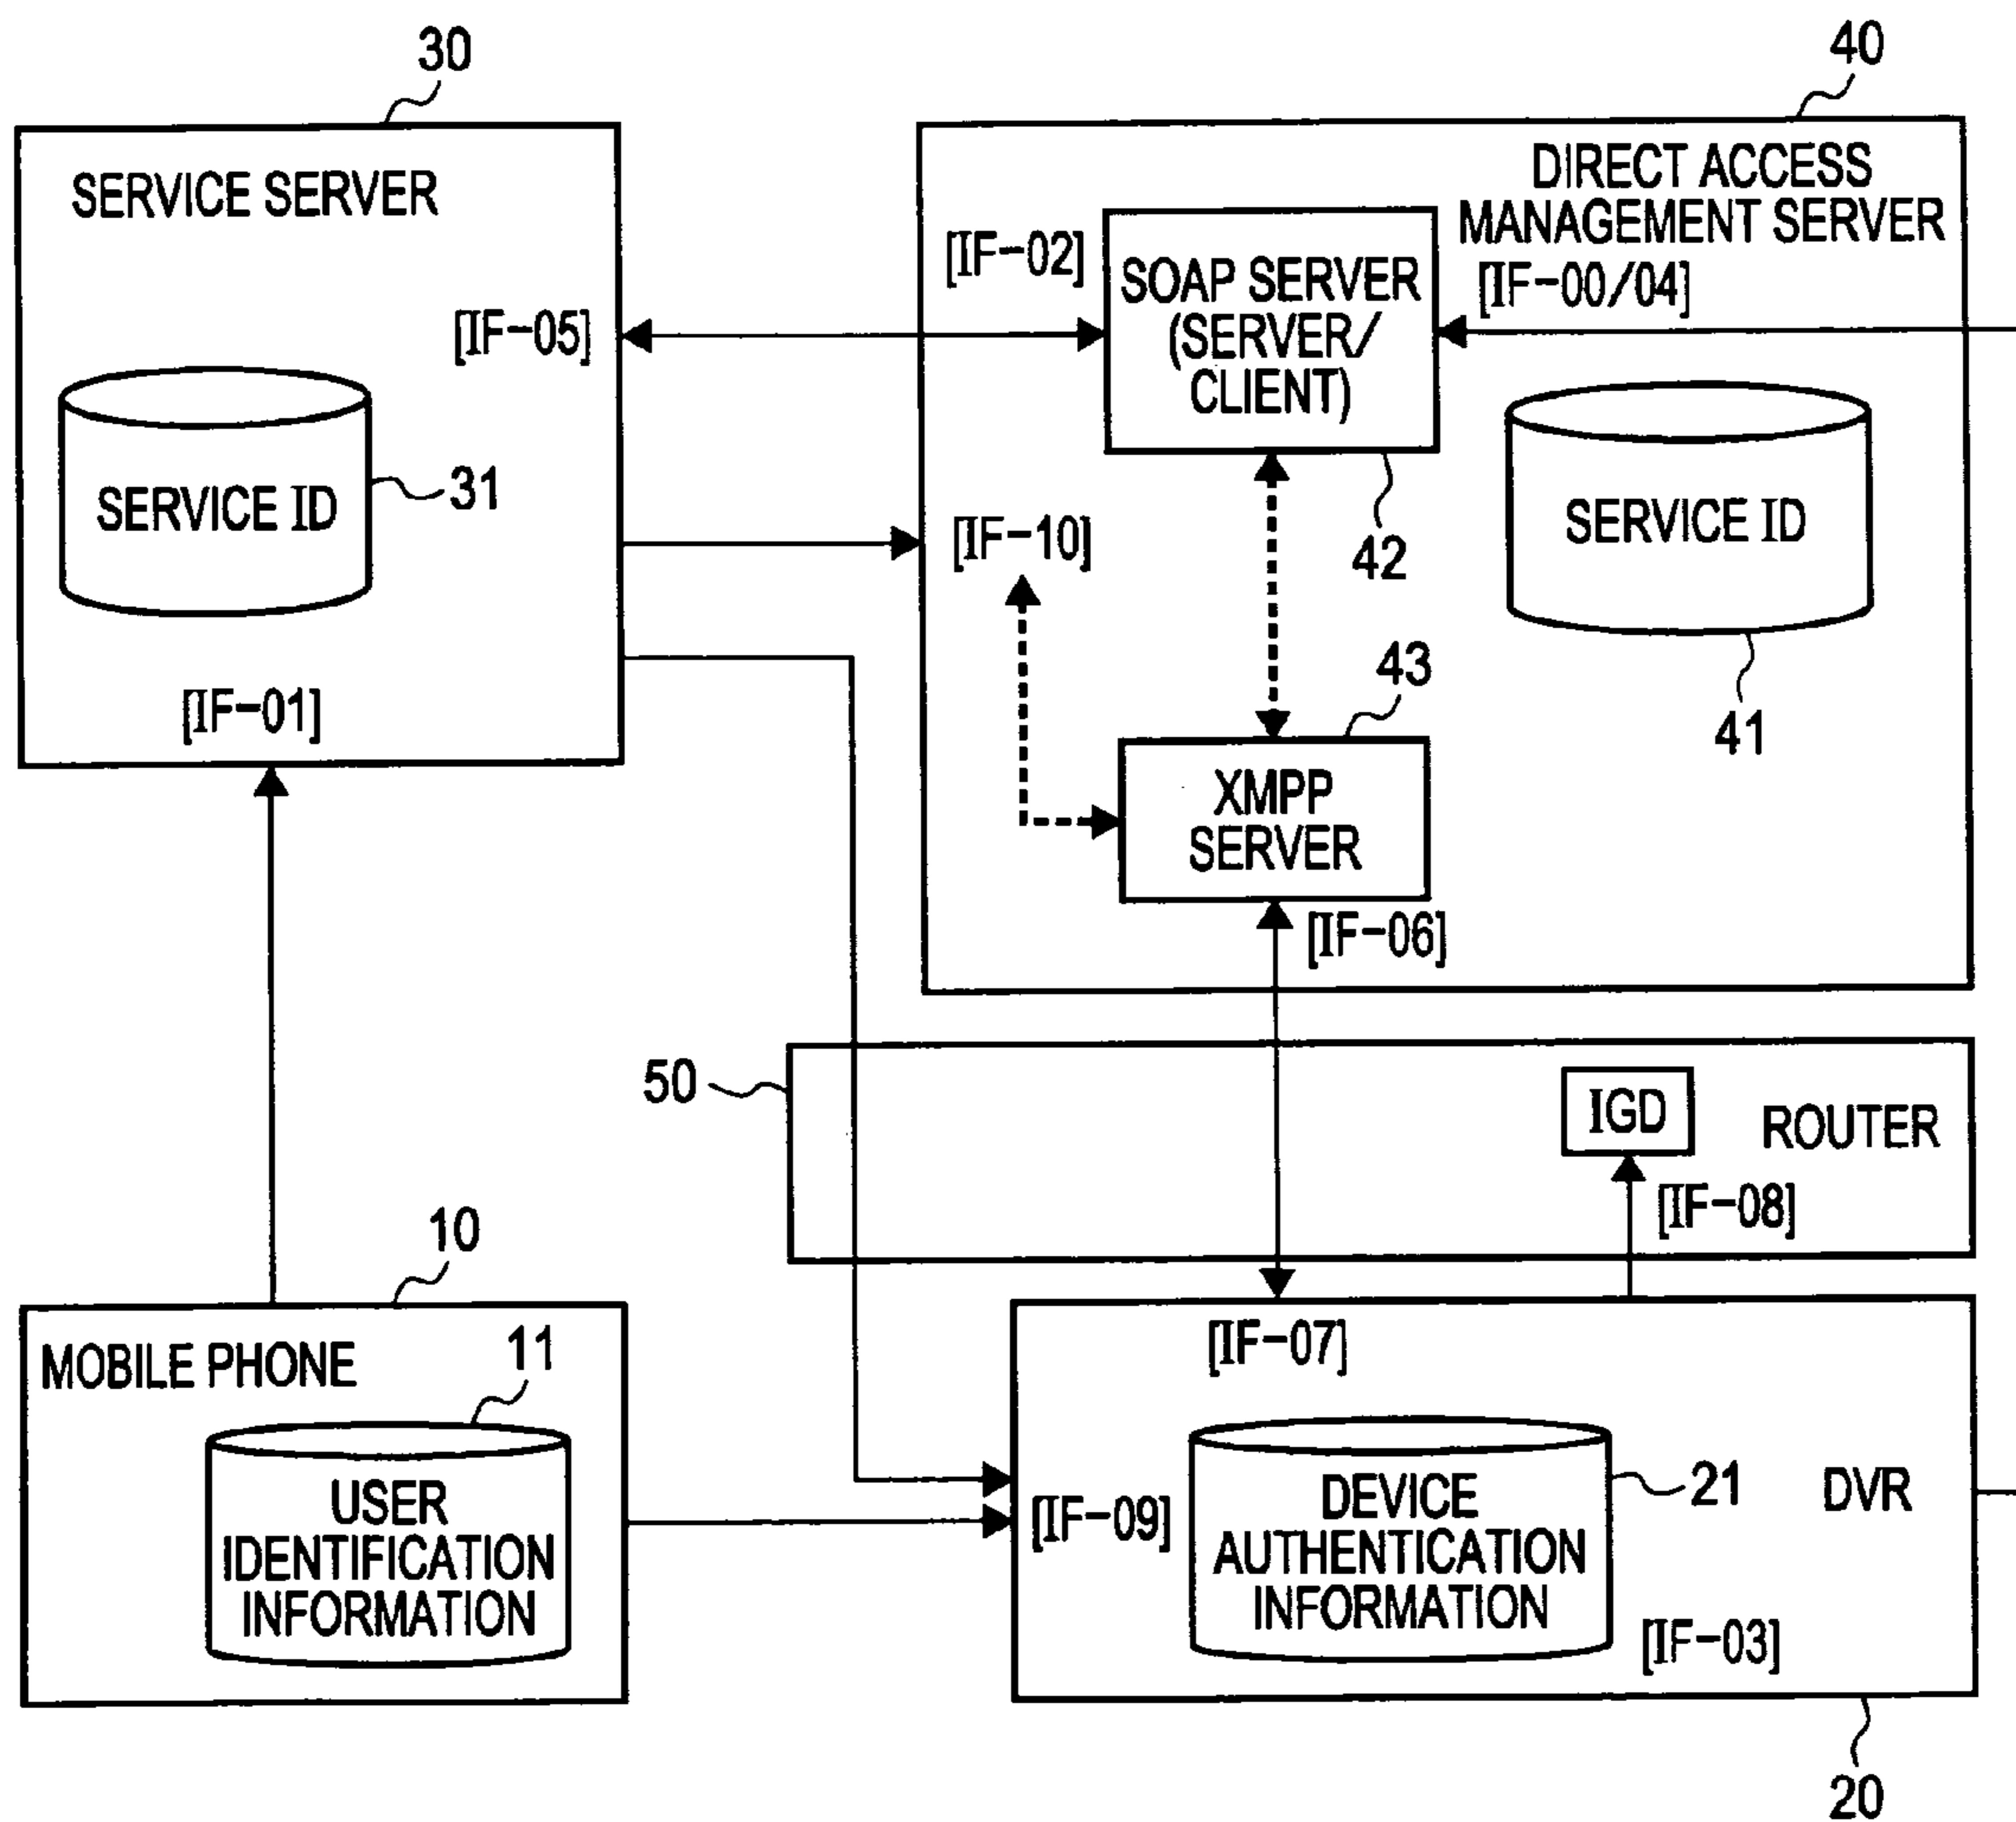 30
40
SERVICE SERVER
DIRECT ACCESS
MANAGEMENT SERVER
[IF-02]
[IF-00/04]
SOAP SERVER
(SERVER/
CLIENT)
[IF-05]
SERVICE ID
31
SERVICE ID
[IF-10]
42
41
43
[IF-01]
XMPP
SERVER
[IF-06]
50
IGD
ROUTER
[IF-08]
10
MOBILE PHONE
11
[IF-07]
USER
IDENTIFICATION
INFORMATION
[IF-09]
DEVICE
AUTHENTICATION
INFORMATION
21
DVR
[IF-03]
20